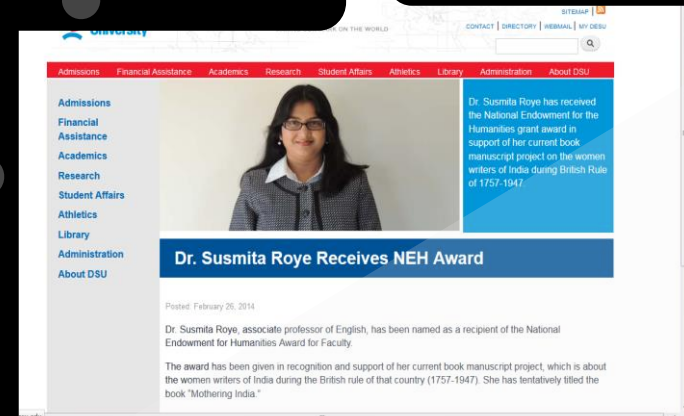 SITEMAP
CONTACT | DIRECTORY | WEBMAIL | MY DESU
University
ON THE WORLD
Admissions Financial Assistance Academics Research Student Affairs Athletics Library Administration About DSU
Admissions
Financial
Assistance
Academics
Research
Student Affairs
Athletics
Library
Administration
About DSU
Dr. Susmita Roye has received
the National Endowment for the
Humanities grant award in
support of her current book
manuscript project on the women
writers of India during British Rule
of 1757-1947.
Dr. Susmita Roye Receives NEH Award
Posted: February 26, 2014
Dr. Susmita Roye, associate professor of English, has been named as a recipient of the National
Endowment for Humanities Award for Faculty.
The award has been given in recognition and support of her current book manuscript project, which is about
the women writers of India during the British rule of that country (1757-1947). She has tentatively titled the
book "Mothering India."